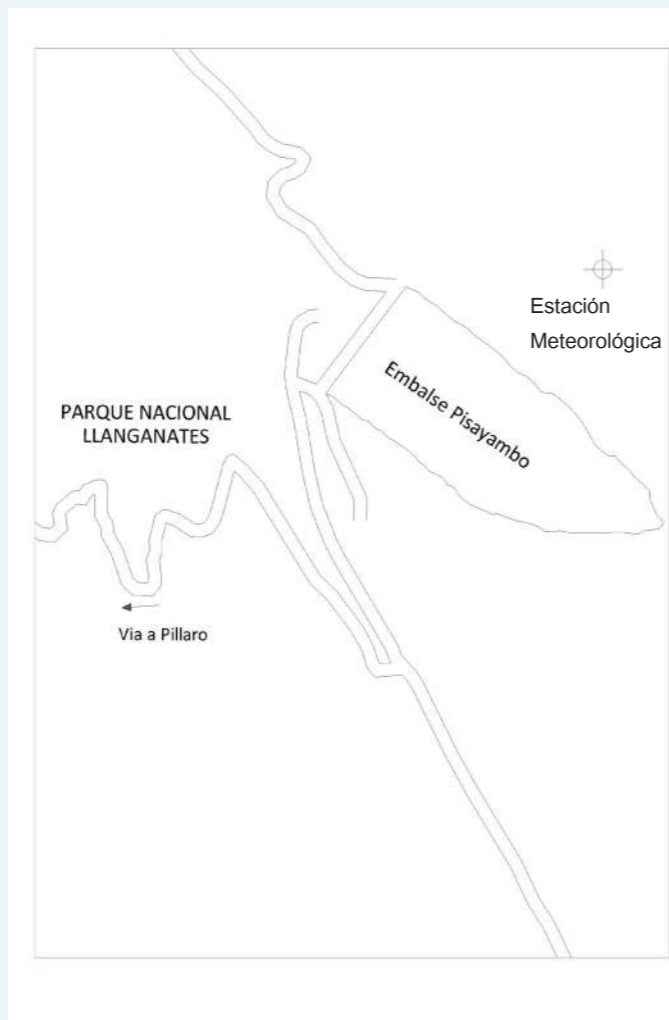 Estación
Meteorológica
Embalse Pisayambo
PARQUE NACIONAL
LLANGANATES
Via a Pillaro